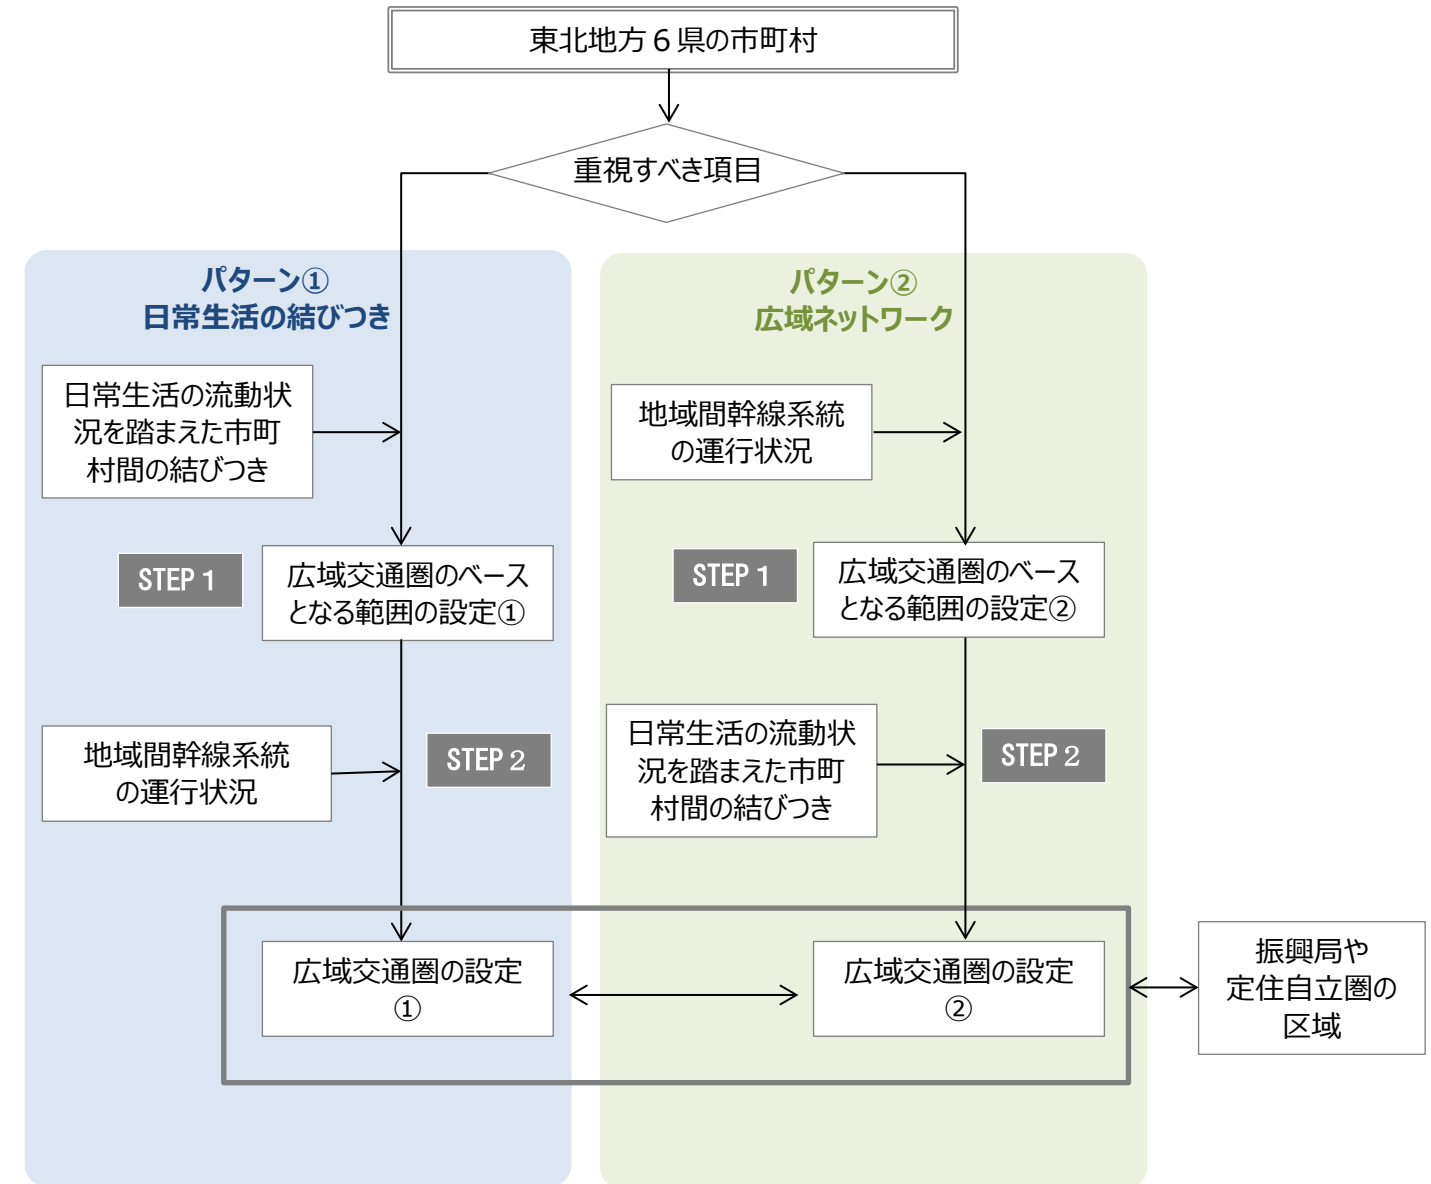 東北地方６県の市町村
重視すべき項目
パターン①
日常生活の結びつき
日常生活の流動状
況を踏まえた市町
村間の結びつき
STEP１
広域交通圏のベース
となる範囲の設定①
地域間幹線系統
の運行状況
STEP２
広域交通圏の設定
①
パターン②
広域ネットワーク
地域間幹線系統
の運行状況
STEP１
広域交通圏のベース
となる範囲の設定②
日常生活の流動状
況を踏まえた市町
村間の結びつき
STEP２
広域交通圏の設定
②
振興局や
定住自立圏の
区域